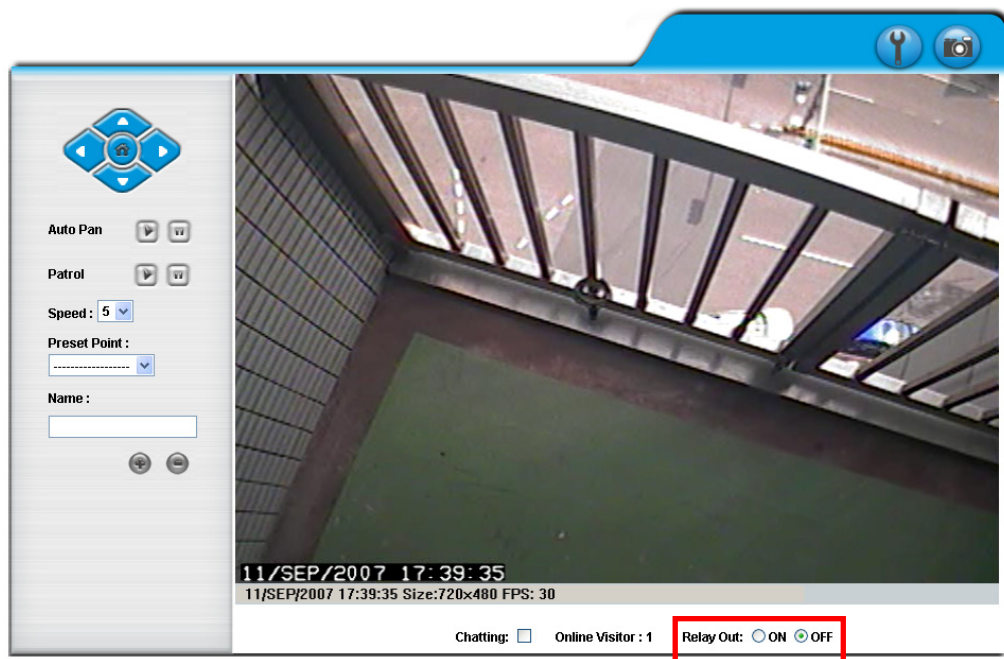 Auto Pan
Patrol
Speed : 5
Preset Point :
------------------
Name :
11/SEP/2007 17:39:35
11/SEP/2007 17:39:35 Size:720x480 FPS: 30
Chatting: Online Visitor : 1 Relay Out: ON OFF